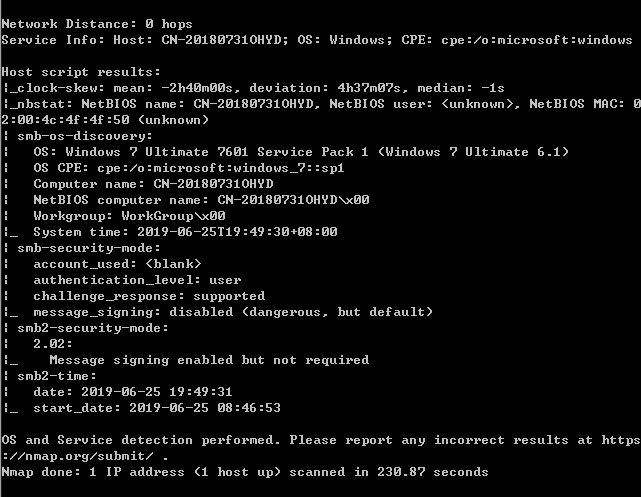 Network Distance: 0 hops
Service Info: Host: CN-20180731OHYD; OS: Windows; CPE: cpe:/o:microsoft:windows
Host script results:
|_clock-skew: mean: -2h40m00s, deviation: 4h37m07s, median: -1s
|_nbstat: NetBIOS name: CN-20180731OHYD, NetBIOS user: <unknown>, NetBIOS MAC: 0
2:00:4c:4f:4f:50 (unknown)
| smb-os-discovery:
|   OS: Windows 7 Ultimate 7601 Service Pack 1 (Windows 7 Ultimate 6.1)
|   OS CPE: cpe:/o:microsoft:windows_7::sp1
|   Computer name: CN-20180731OHYD
|   NetBIOS computer name: CN-20180731OHYD\x00
|   Workgroup: WorkGroup\x00
|_  System time: 2019-06-25T19:49:30+08:00
| smb-security-mode:
|   account_used: <blank>
|   authentication_level: user
|   challenge_response: supported
|_  message_signing: disabled (dangerous, but default)
| smb2-security-mode:
|   2.02:
|_    Message signing enabled but not required
| smb2-time:
|   date: 2019-06-25 19:49:31
|_  start_date: 2019-06-25 08:46:53
OS and Service detection performed. Please report any incorrect results at https
://nmap.org/submit/ .
Nmap done: 1 IP address (1 host up) scanned in 230.87 seconds